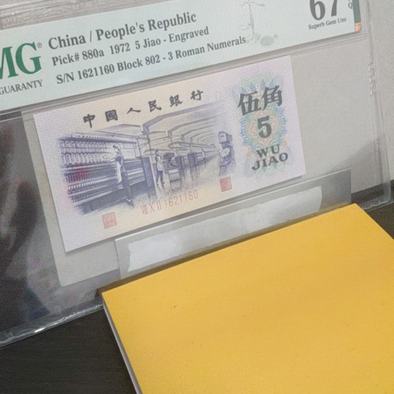 MG®
GUARANTY
China / People's Republic
Pick# 880a 1972 5 Jiao - Engraved
S/N 1621160 Block 802 - 3 Roman Numerals
67
Superb Gem Unc
中國人民銀行
伍角
5
WU
JIAO
1621160